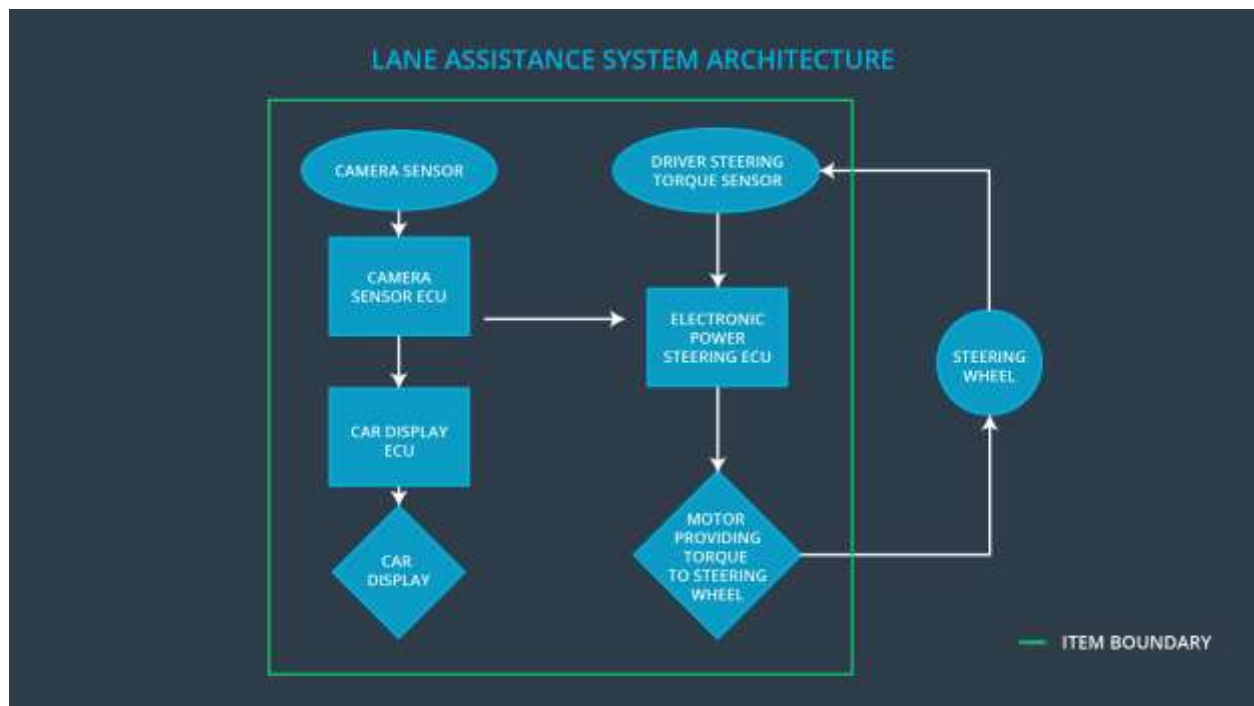 LANE ASSISTANCE SYSTEM ARCHITECTURE
CAMERA SENSOR
CAMERA
SENSOR ECU
CAR DISPLAY
ECU
CAR
DISPLAY
DRIVER STEERING
TORQUE SENSOR
ELECTRONIC
POWER
STEERING ECU
MOTOR
PROVIDING
TORQUE
TO STEERING
WHEEL
STEERING
WHEEL
ITEM BOUNDARY